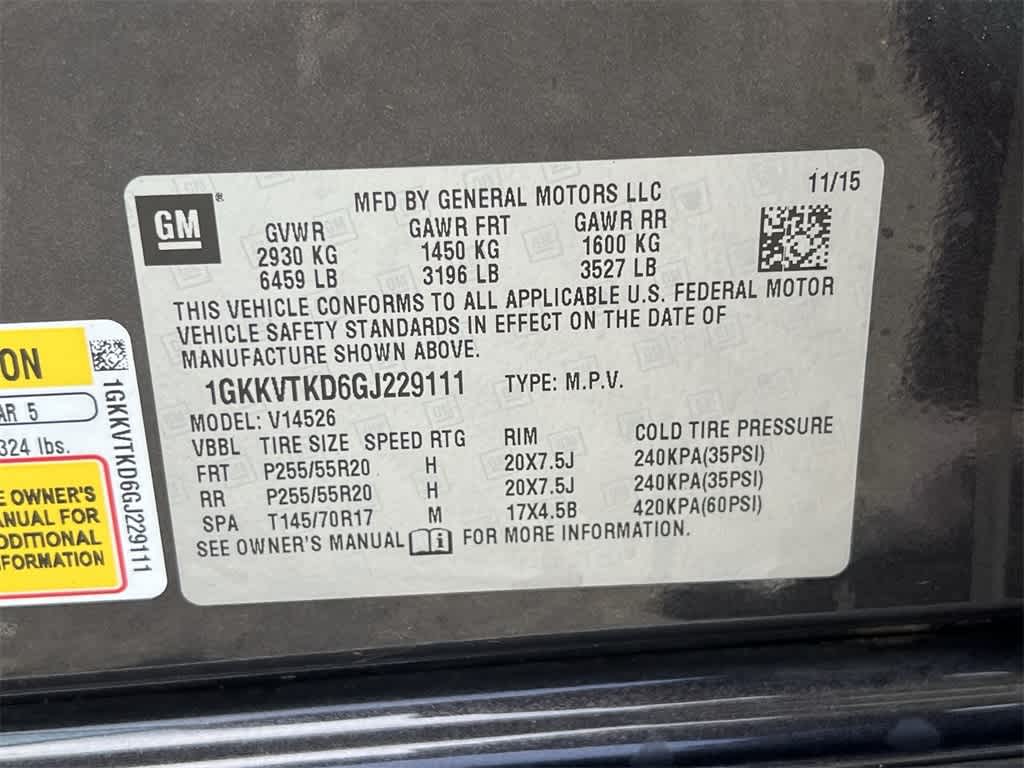 GM ®
MFD BY GENERAL MOTORS LLC 11/15
GVWR GAWR FRT GAWR RR
2930 KG 1450 KG 1600 KG
6459 LB 3196 LB 3527 LB
THIS VEHICLE CONFORMS TO ALL APPLICABLE U.S. FEDERAL MOTOR
VEHICLE SAFETY STANDARDS IN EFFECT ON THE DATE OF
MANUFACTURE SHOWN ABOVE.
1GKKVTKD6GJ229111 TYPE: M.P.V.
MODEL: V14526
VBBL TIRE SIZE SPEED RTG RIM COLD TIRE PRESSURE
FRT P255/55R20 H 20X7.5J 240KPA(35PSI)
RR P255/55R20 H 20X7.5J 240KPA(35PSI)
SPA T145/70R17 M 17X4.5B 420KPA(60PSI)
SEE OWNER'S MANUAL i FOR MORE INFORMATION.
ON
AR 5
324 lbs.
E OWNER'S
ANUAL FOR
DDITIONAL
FORMATION
1GKKVTKD6GJ229111